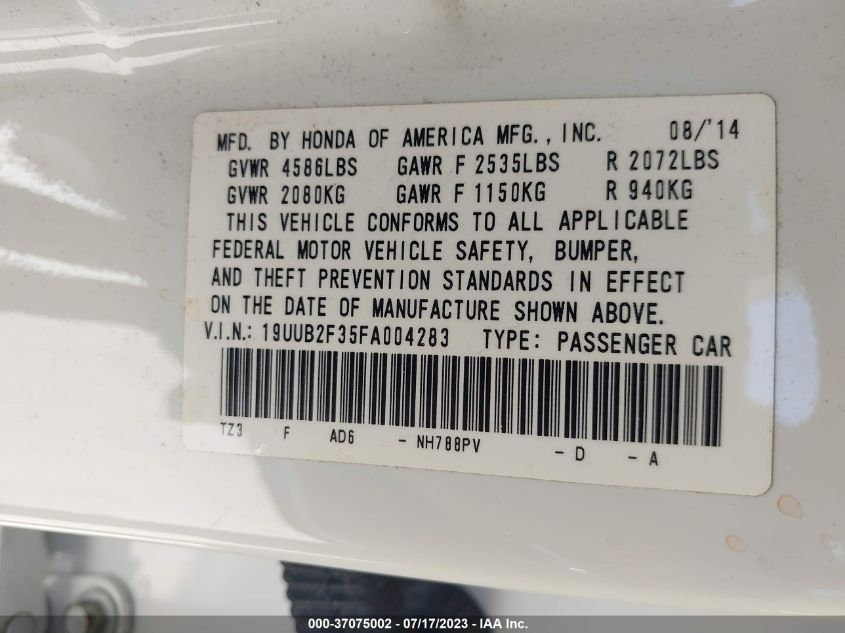 MFD. BY HONDA OF AMERICA MFG., INC. 08/'14
GVWR 4586LBS GAWR F 2535LBS R 2072LBS
GVWR 2080KG GAWR F 1150KG R 940KG
THIS VEHICLE CONFORMS TO ALL APPLICABLE
FEDERAL MOTOR VEHICLE SAFETY, BUMPER,
AND THEFT PREVENTION STANDARDS IN EFFECT
ON THE DATE OF MANUFACTURE SHOWN ABOVE.
V.I.N.: 19UUB2F35FA004283 TYPE: PASSENGER CAR
TZ3 F AD6 - NH788PV - D - A
000-37075002 - 07/17/2023 - IAA Inc.